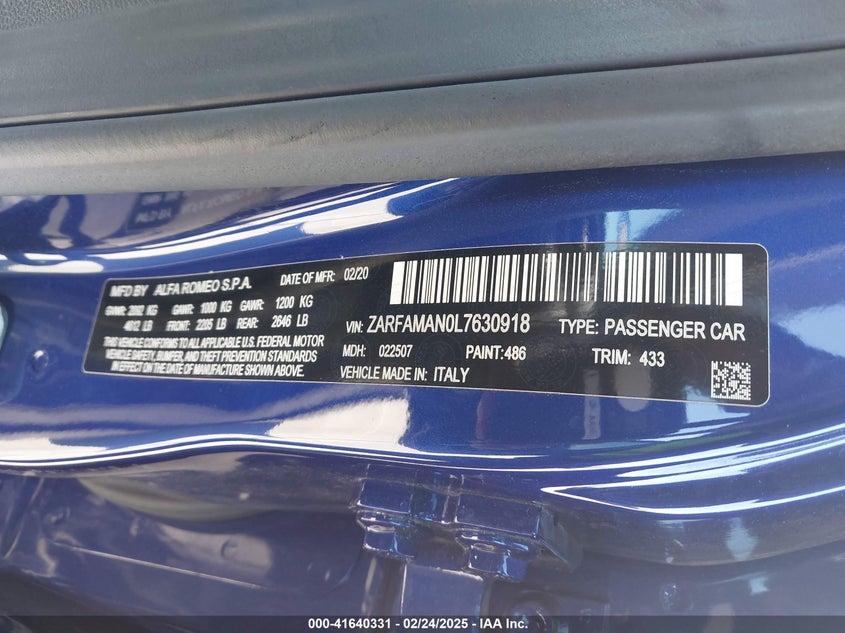 MFD BY ALFA ROMEO S.P.A. DATE OF MFR: 02/20
GVWR: 2092 KG GAWR: 1000 KG GAWR: 1200 KG
4612 LB FRONT: 2205 LB REAR: 2646 LB
THIS VEHICLE CONFORMS TO ALL APPLICABLE U.S. FEDERAL MOTOR
VEHICLE SAFETY, BUMPER, AND THEFT PREVENTION STANDARDS
IN EFFECT ON THE DATE OF MANUFACTURE SHOWN ABOVE.
VIN: ZARFAMAN0L7630918 TYPE: PASSENGER CAR
MDH: 022507 PAINT: 486 TRIM: 433
VEHICLE MADE IN: ITALY
000-41640331 / 02/24/2025 / IAA Inc.